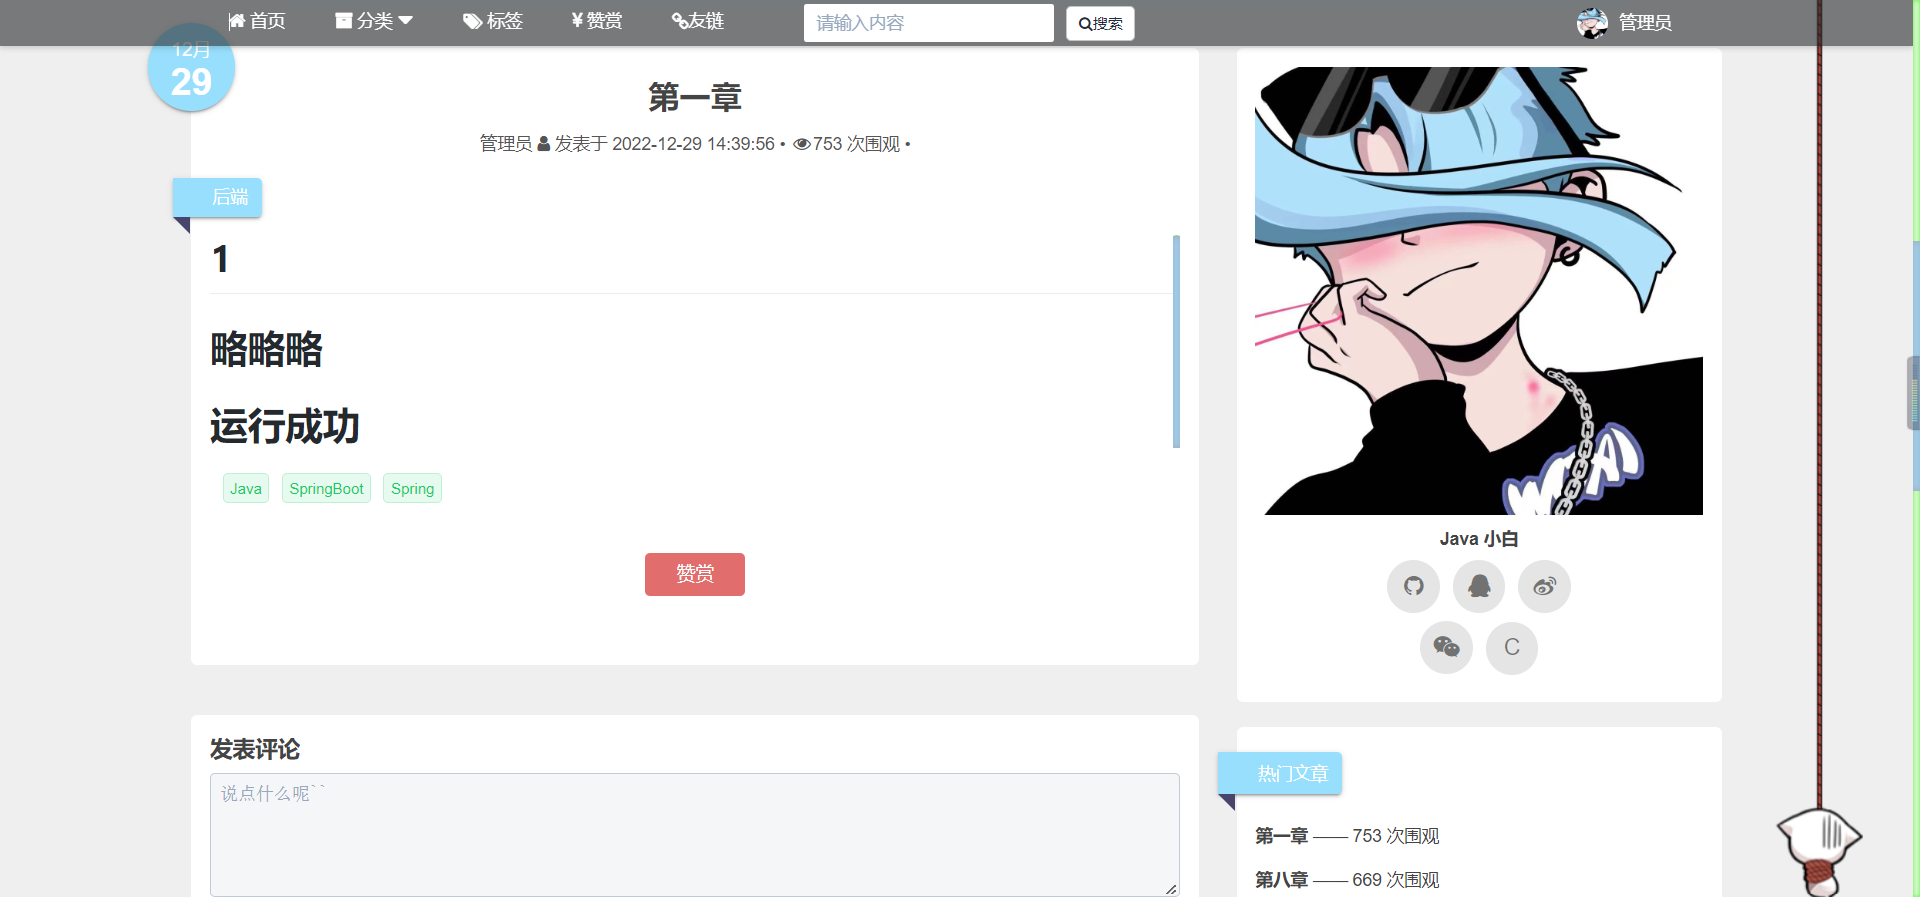 首页 分类 标签 ¥ 赞赏 友链 请输入内容 搜索 管理员
12月
29
第一章
管理员 发表于 2022-12-29 14:39:56 • 753 次围观 •
后端
1
略略略
运行成功
Java SpringBoot Spring
赞赏
发表评论
说点什么呢``
Java 小白
C
热门文章
第一章 —— 753 次围观
第八章 —— 669 次围观